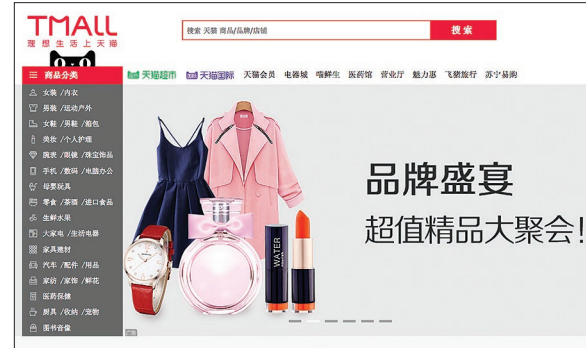 TMALL
理想生活上天猫
搜索 天猫 商品/品牌/店铺
搜索
商品分类
天猫超市 天猫国际 天猫会员 电器城 喵鲜生 医药馆 营业厅 魅力惠 飞猪旅行 苏宁易购
女装 /内衣
男装 /运动户外
女鞋 /男鞋 /箱包
美妆 /个人护理
腕表 /眼镜 /珠宝饰品
手机 /数码 /电脑办公
母婴玩具
零食 /茶酒 /进口食品
生鲜水果
大家电 /生活电器
家具建材
汽车 /配件 /用品
家纺 /家饰 /鲜花
医药保健
厨具 /收纳 /宠物
图书音像
品牌盛宴
超值精品大聚会!
WATER